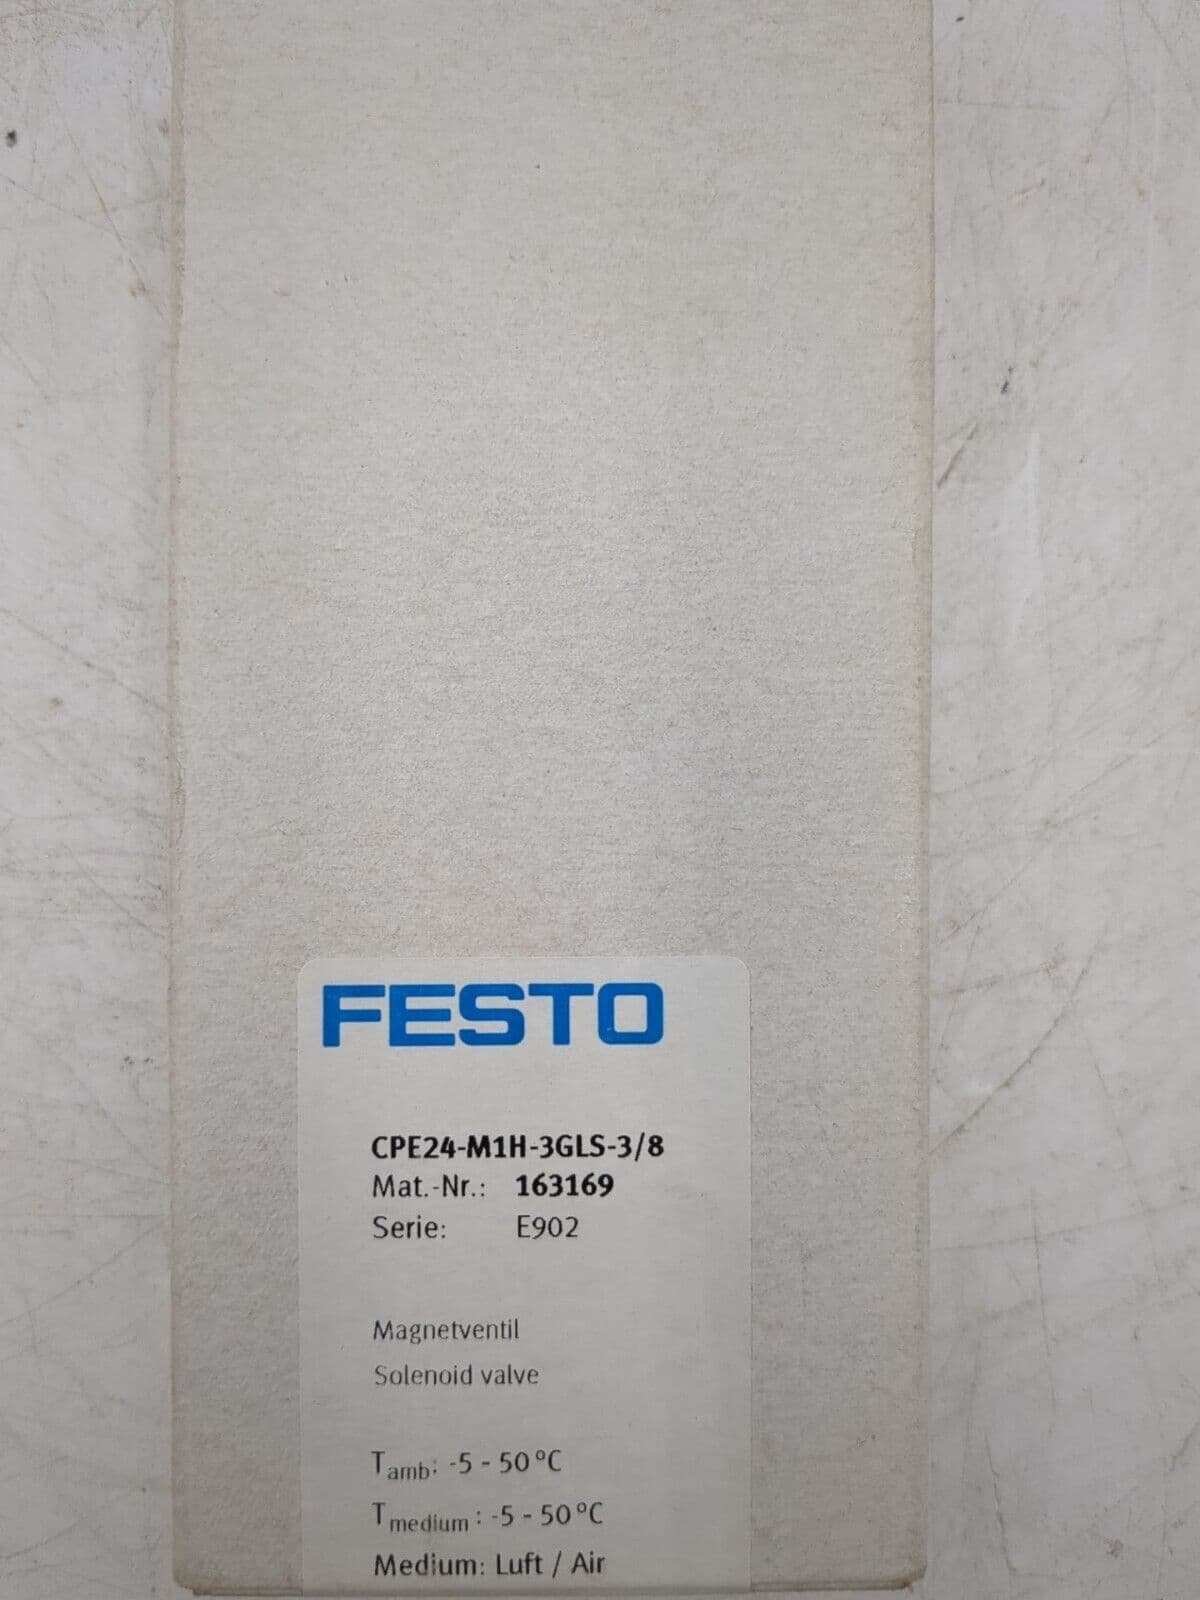 FESTO
CPE24-M1H-3GLS-3/8
Mat.-Nr.: 163169
Serie: E902
Magnetventil
Solenoid valve
Tamb: -5 - 50°C
Tmedium : -5 - 50°C
Medium: Luft / Air